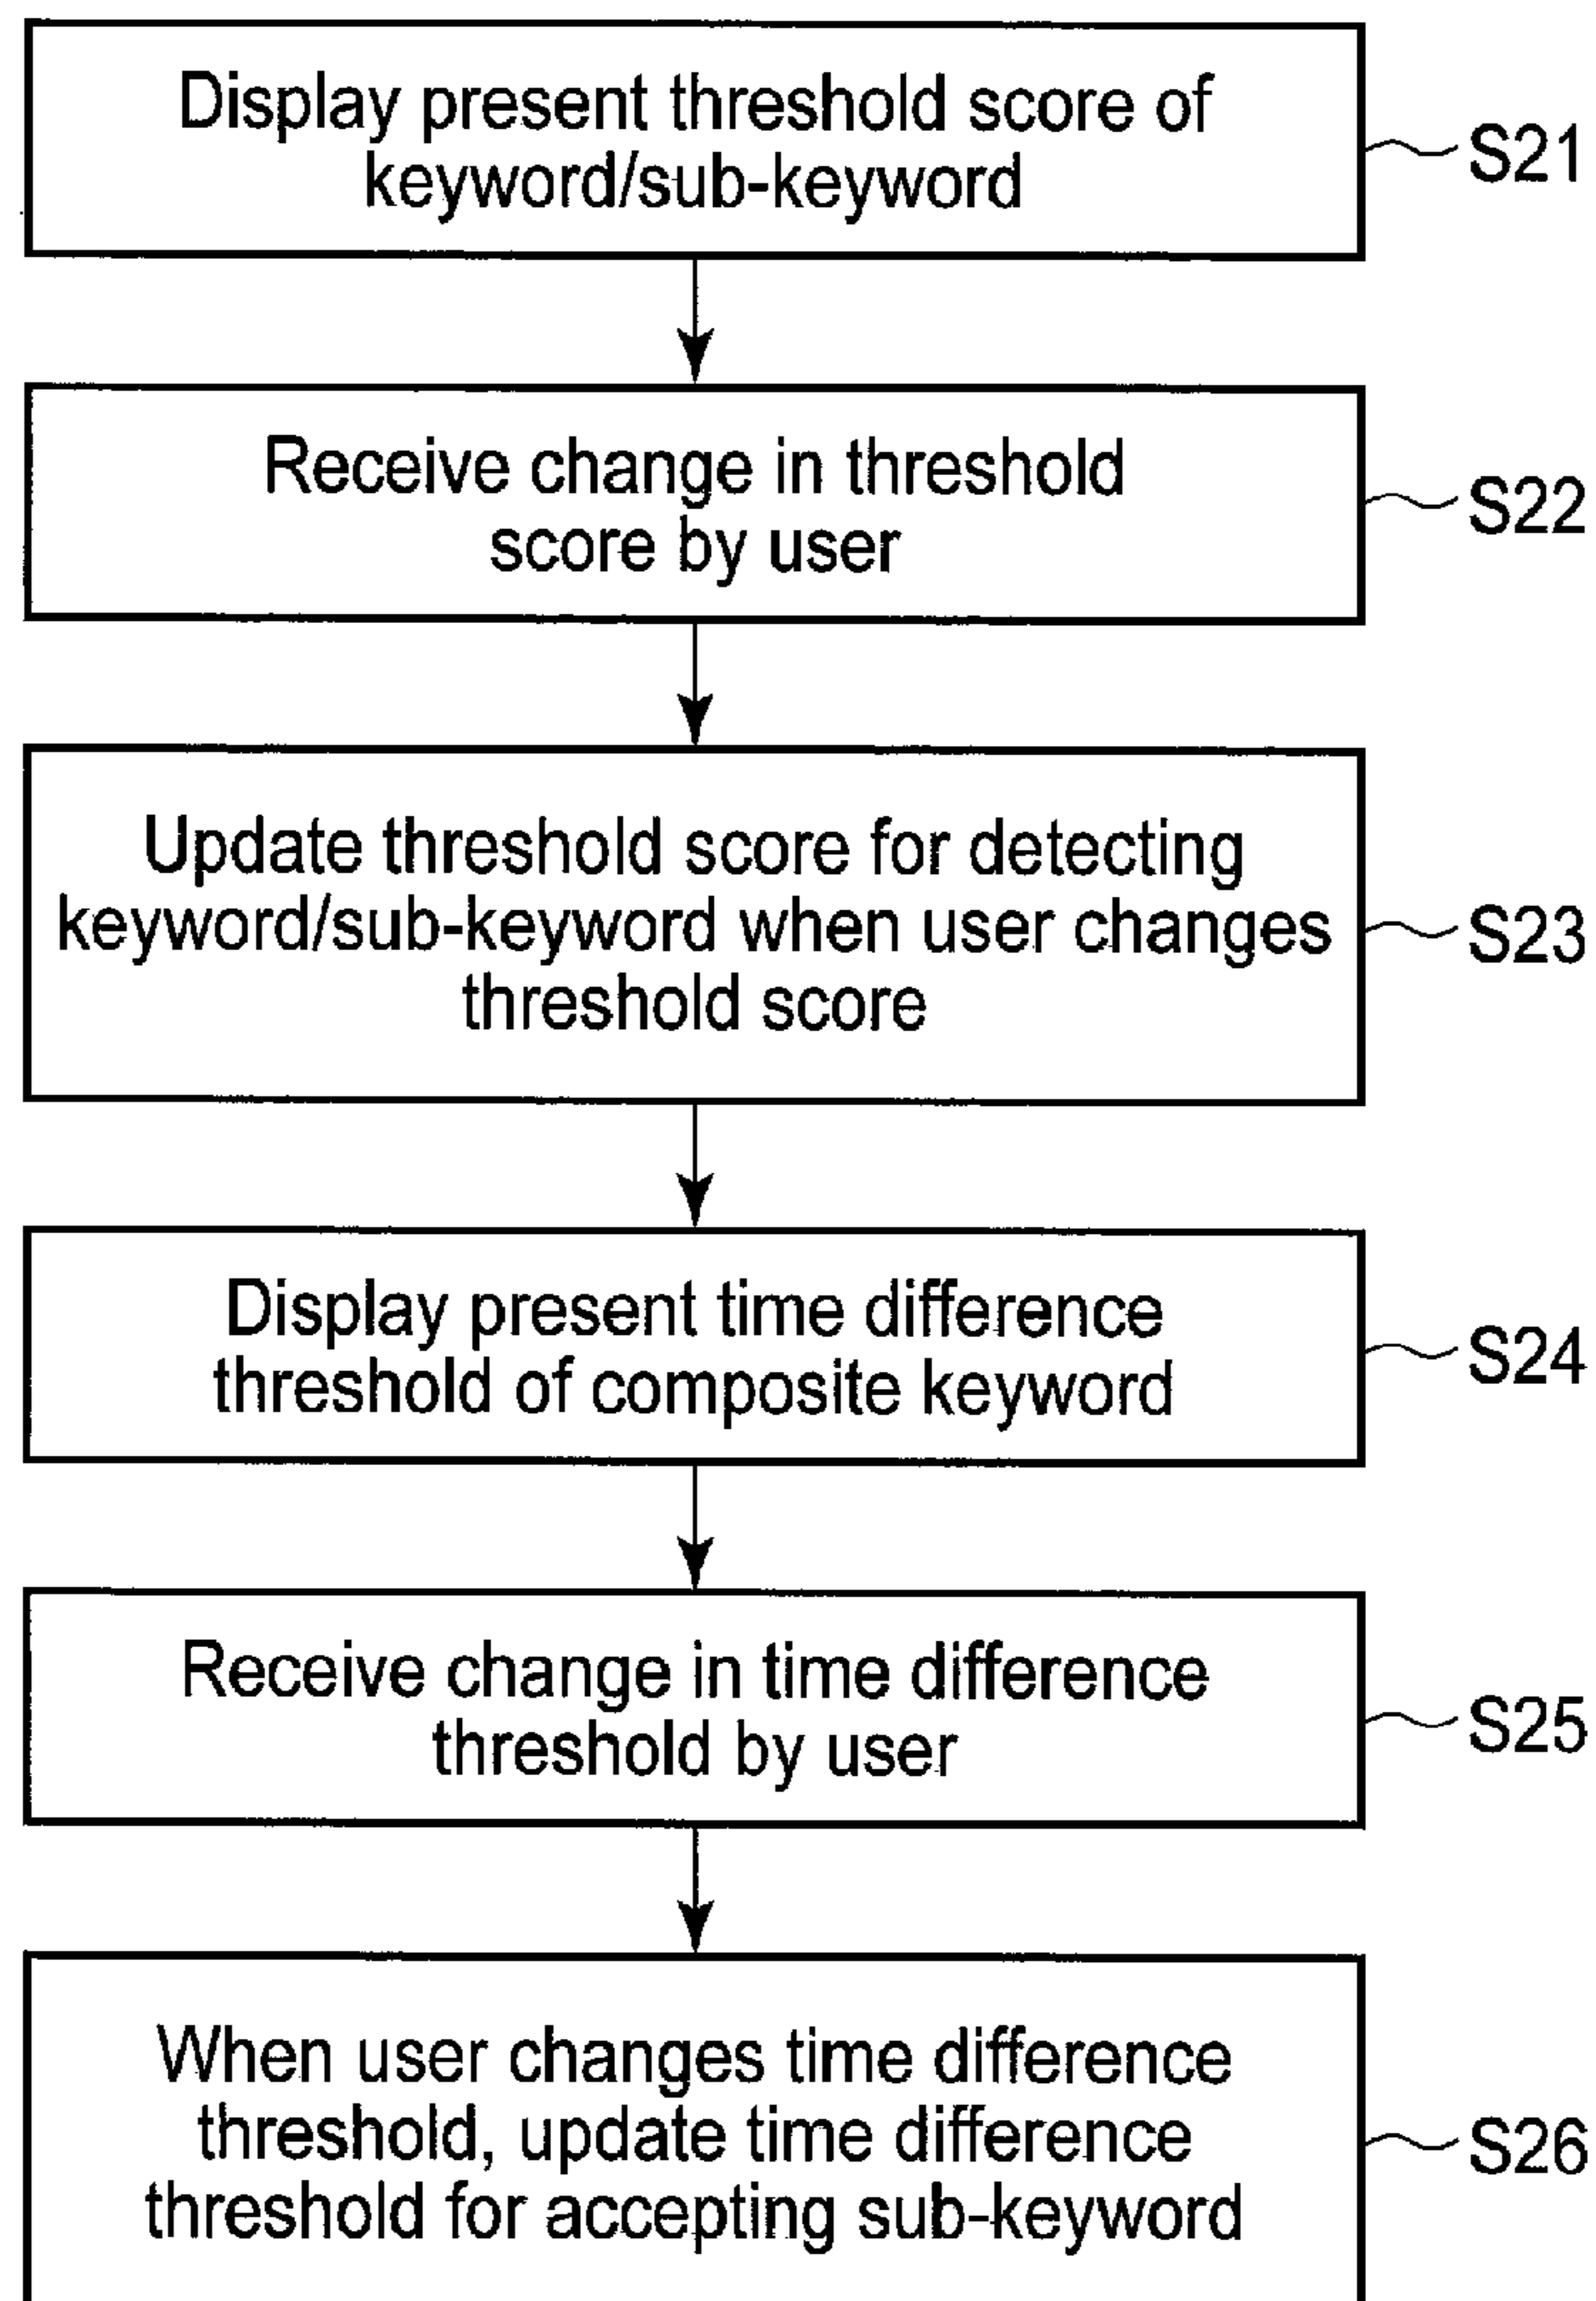 Display present threshold score of
keyword/sub-keyword
S21
Receive change in threshold
score by user
S22
Update threshold score for detecting
keyword/sub-keyword when user changes
threshold score
S23
Display present time difference
threshold of composite keyword
S24
Receive change in time difference
threshold by user
S25
When user changes time difference
threshold, update time difference
threshold for accepting sub-keyword
S26